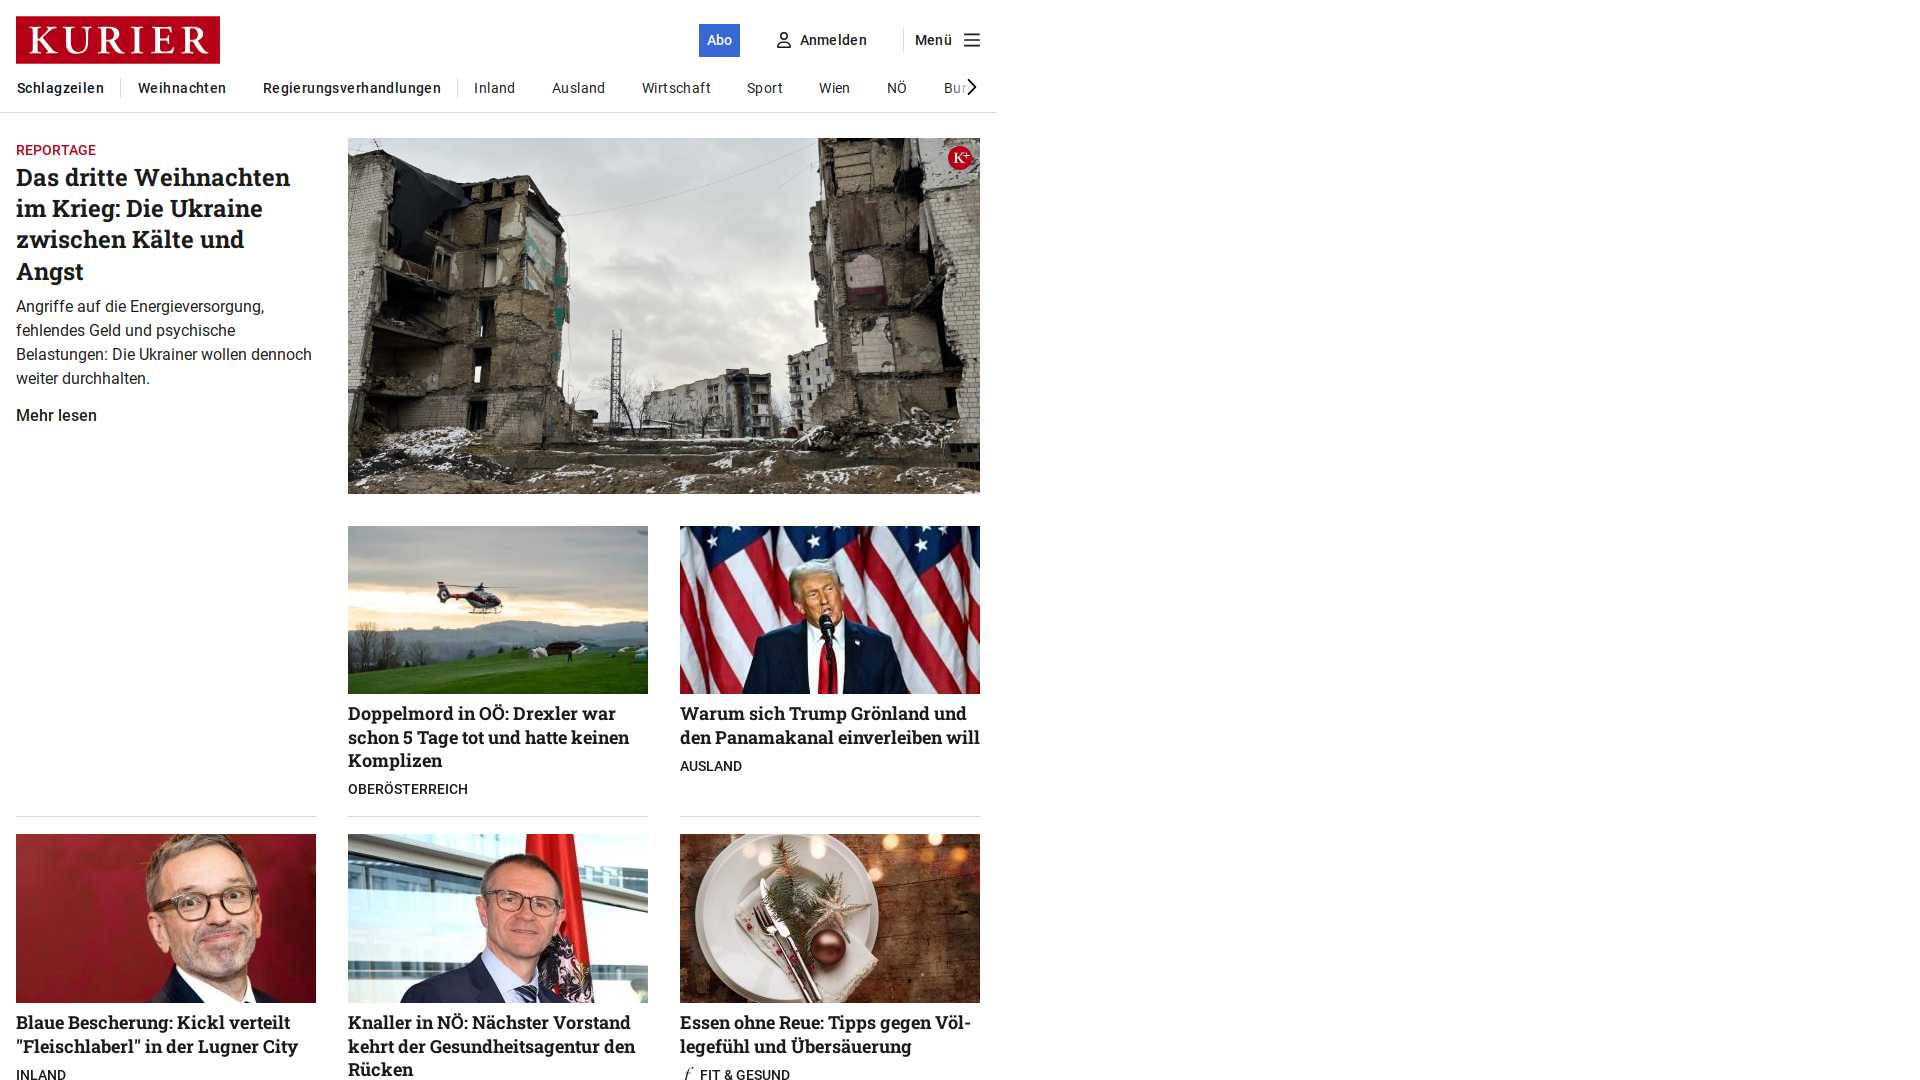 KURIER
Abo
Anmelden
Menü
Schlagzeilen
Weihnachten
Regierungsverhandlungen
Inland
Ausland
Wirtschaft
Sport
Wien
NÖ
Bur
REPORTAGE
Das dritte Weihnachten
im Krieg: Die Ukraine
zwischen Kälte und
Angst
Angriffe auf die Energieversorgung,
fehlendes Geld und psychische
Belastungen: Die Ukrainer wollen dennoch
weiter durchhalten.
Mehr lesen
K+
Doppelmord in OÖ: Drexler war
schon 5 Tage tot und hatte keinen
Komplizen
OBERÖSTERREICH
Warum sich Trump Grönland und
den Panamakanal einverleiben will
AUSLAND
Blaue Bescherung: Kickl verteilt
"Fleischlaberl" in der Lugner City
INLAND
Knaller in NÖ: Nächster Vorstand
kehrt der Gesundheitsagentur den
Rücken
Essen ohne Reue: Tipps gegen Völ-
legefühl und Übersäuerung
f FIT & GESUND